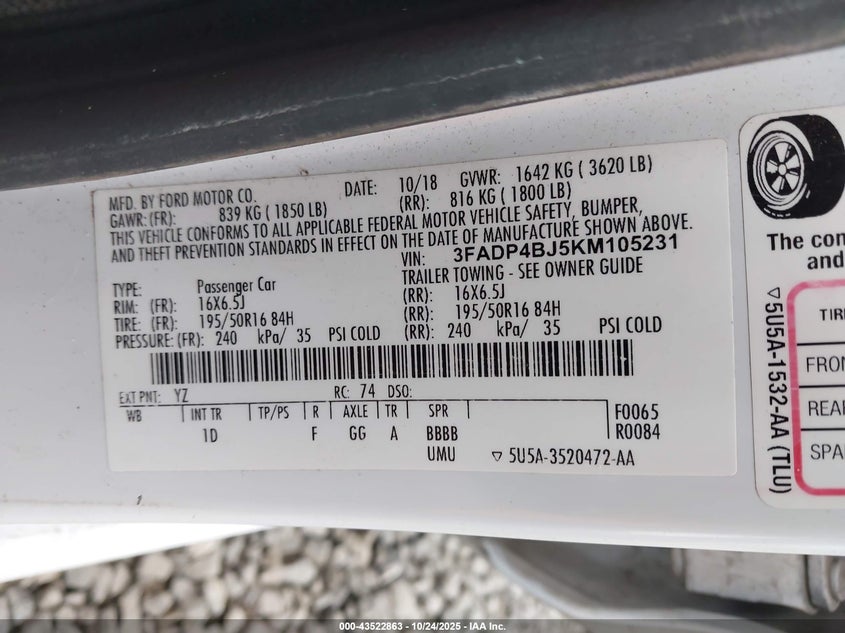 MFD. BY FORD MOTOR CO.
DATE: 10/18 GVWR: 1642 KG ( 3620 LB)
GAWR: (FR): 839 KG ( 1850 LB) (RR): 816 KG ( 1800 LB)
THIS VEHICLE CONFORMS TO ALL APPLICABLE FEDERAL MOTOR VEHICLE SAFETY, BUMPER,
AND THEFT PREVENTION STANDARDS IN EFFECT ON THE DATE OF MANUFACTURE SHOWN ABOVE.
VIN: 3FADP4BJ5KM105231
TYPE: Passenger Car TRAILER TOWING - SEE OWNER GUIDE
RIM: (FR): 16X6.5J (RR): 16X6.5J
TIRE: (FR): 195/50R16 84H (RR): 195/50R16 84H
PRESSURE: (FR): 240 kPa/ 35 PSI COLD (RR): 240 kPa/ 35 PSI COLD
EXT PNT: YZ RC: 74 DSO:
WB INT TR TP/PS R AXLE TR SPR F0065
1D F GG A BBBB R0084
UMU ▽ 5U5A-3520472-AA
The con
and
▽5U5A-1532-AA (TLU)
TIRE
FRON
REAR
SPA
000-43522863 - 10/24/2025 - IAA Inc.